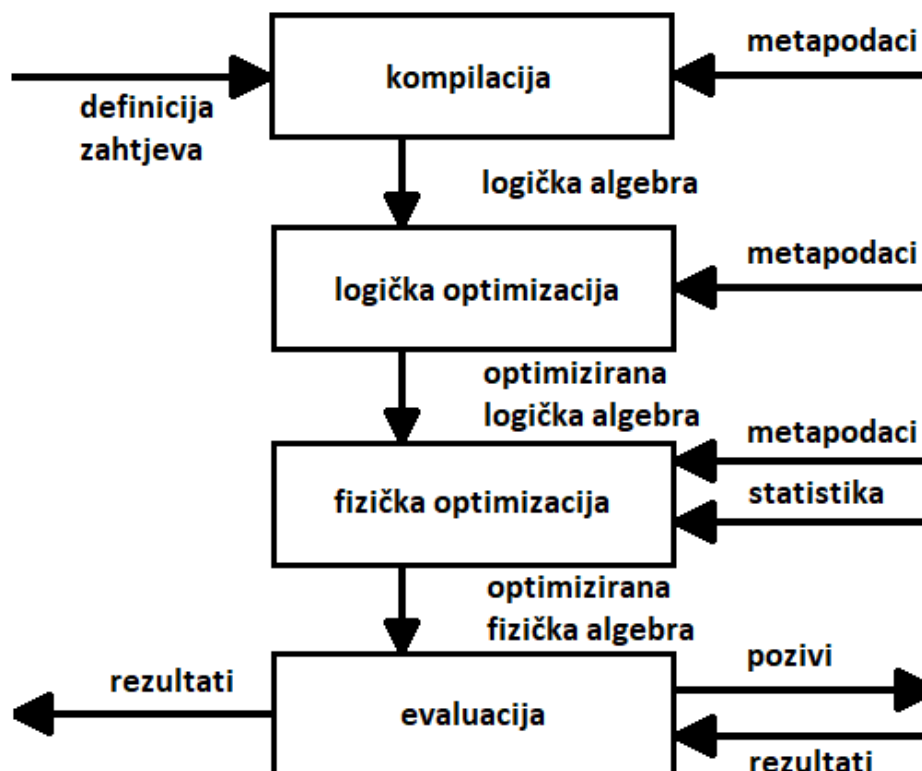 metapodaci
kompilacija
definicija
zahtjeva
logička algebra
metapodaci
logička optimizacija
optimizirana
logička algebra
metapodaci
statistika
fizička optimizacija
optimizirana
fizička algebra
pozivi
rezultati
evaluacija
rezultati